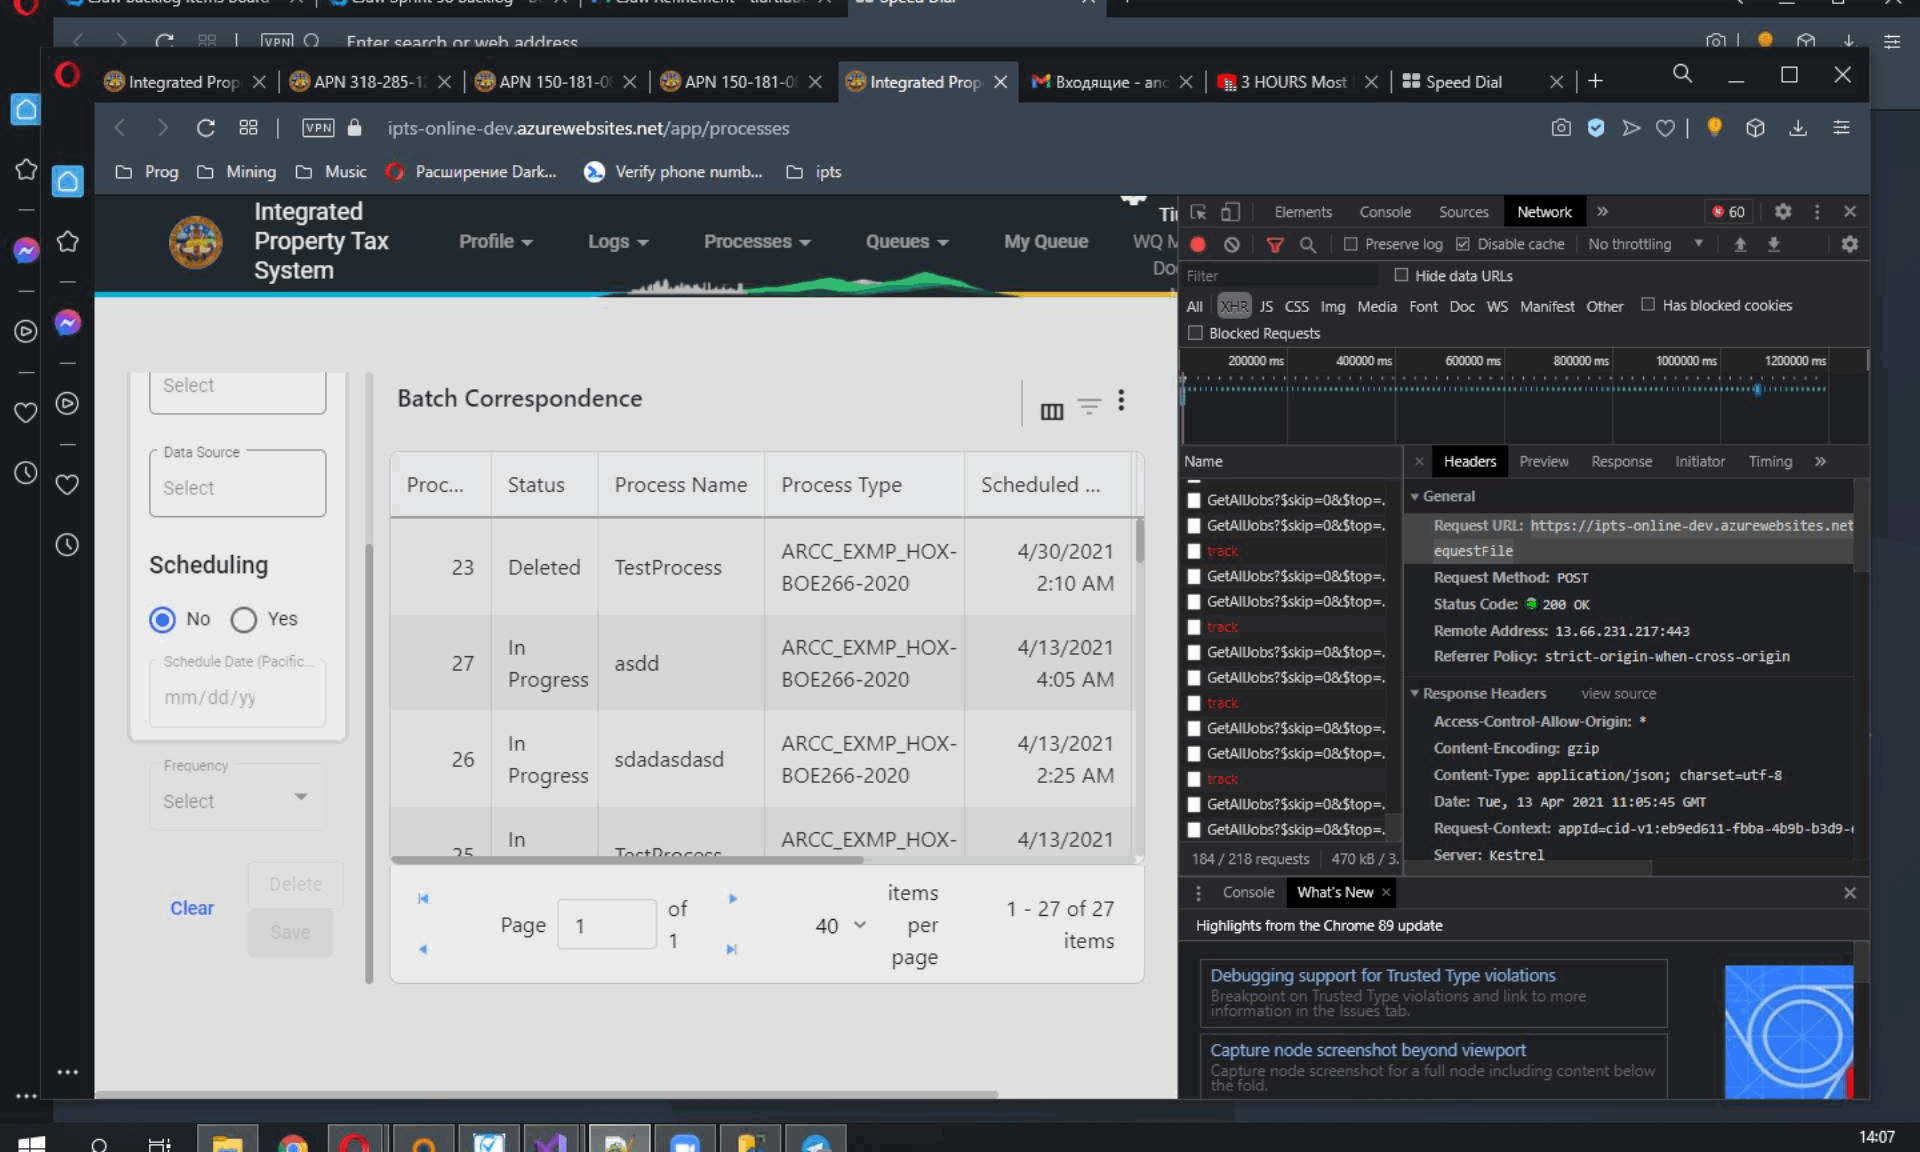 Enter search or web address
VPN
Integrated Prop
APN 318-285-1
APN 150-181-0
APN 150-181-0
Integrated Prop
Входящие - and
3 HOURS Most
Speed Dial
VPN
ipts-online-dev.azurewebsites.net/app/processes
Prog
Mining
Music
Расширение Dark...
Verify phone numb...
ipts
Integrated
Property Tax
System
Profile
Logs
Processes
Queues
My Queue
WQ M
Select
Data Source
Select
Scheduling
No
Yes
Schedule Date (Pacific...
mm/dd/yy
Frequency
Select
Clear
Delete
Save
Batch Correspondence
Proc... Status Process Name Process Type Scheduled ...
23 Deleted TestProcess ARCC_EXMP_HOX-BOE266-2020 4/30/2021 2:10 AM
27 In Progress asdd ARCC_EXMP_HOX-BOE266-2020 4/13/2021 4:05 AM
26 In Progress sdadasdasd ARCC_EXMP_HOX-BOE266-2020 4/13/2021 2:25 AM
25 In TestProcess ARCC_EXMP_HOX- 4/13/2021
Page 1 of 1
40 items per page
1 - 27 of 27 items
Elements Console Sources Network
60
Preserve log Disable cache No throttling
Filter
Hide data URLs
All XHR JS CSS Img Media Font Doc WS Manifest Other Has blocked cookies
Blocked Requests
200000 ms 400000 ms 600000 ms 800000 ms 1000000 ms 1200000 ms
Name
GetAllJobs?$skip=0&$top=.
GetAllJobs?$skip=0&$top=.
track
GetAllJobs?$skip=0&$top=.
GetAllJobs?$skip=0&$top=.
track
GetAllJobs?$skip=0&$top=.
GetAllJobs?$skip=0&$top=.
track
GetAllJobs?$skip=0&$top=.
GetAllJobs?$skip=0&$top=.
track
GetAllJobs?$skip=0&$top=.
GetAllJobs?$skip=0&$top=.
184 / 218 requests 470 kB / 3.
Headers Preview Response Initiator Timing
General
Request URL: https://ipts-online-dev.azurewebsites.net
equestFile
Request Method: POST
Status Code: 200 OK
Remote Address: 13.66.231.217:443
Referrer Policy: strict-origin-when-cross-origin
Response Headers view source
Access-Control-Allow-Origin: *
Content-Encoding: gzip
Content-Type: application/json; charset=utf-8
Date: Tue, 13 Apr 2021 11:05:45 GMT
Request-Context: appId=cid-v1:eb9ed611-fbba-4b9b-b3d9-
Server: Kestrel
Console What's New
Highlights from the Chrome 89 update
Debugging support for Trusted Type violations
Breakpoint on Trusted Type violations and link to more
information in the Issues tab.
Capture node screenshot beyond viewport
Capture node screenshot for a full node including content below
the fold.
14:07